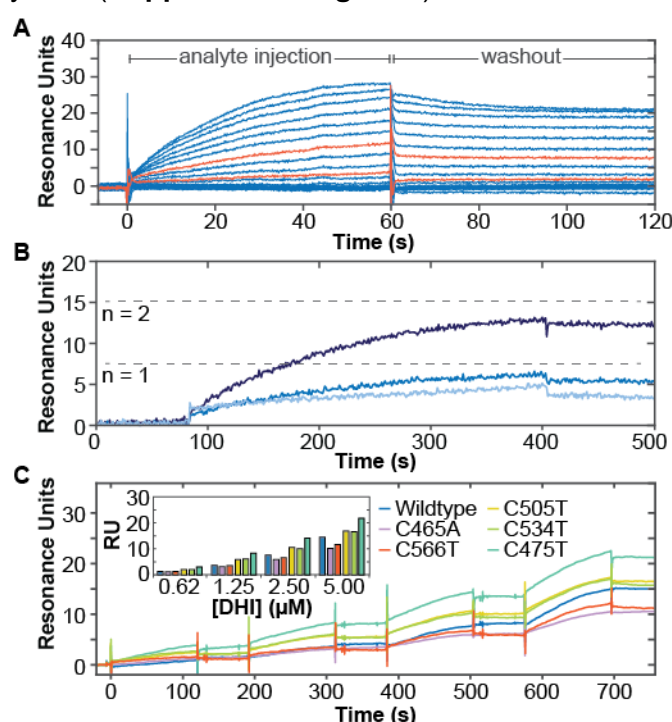 A
analyte injection
washout
Resonance Units
40
30
20
10
0
0 20 40 60 80 100 120
Time (s)
B
Resonance Units
20
15
10
5
0
n = 2
n = 1
0 100 200 300 400 500
Time (s)
C
Resonance Units
30
20
10
0
RU
30
20
10
0
0.62 1.25 2.50 5.00
[DHI] (µM)
Wildtype C505T
C465A C534T
C566T C475T
0 100 200 300 400 500 600 700
Time (s)